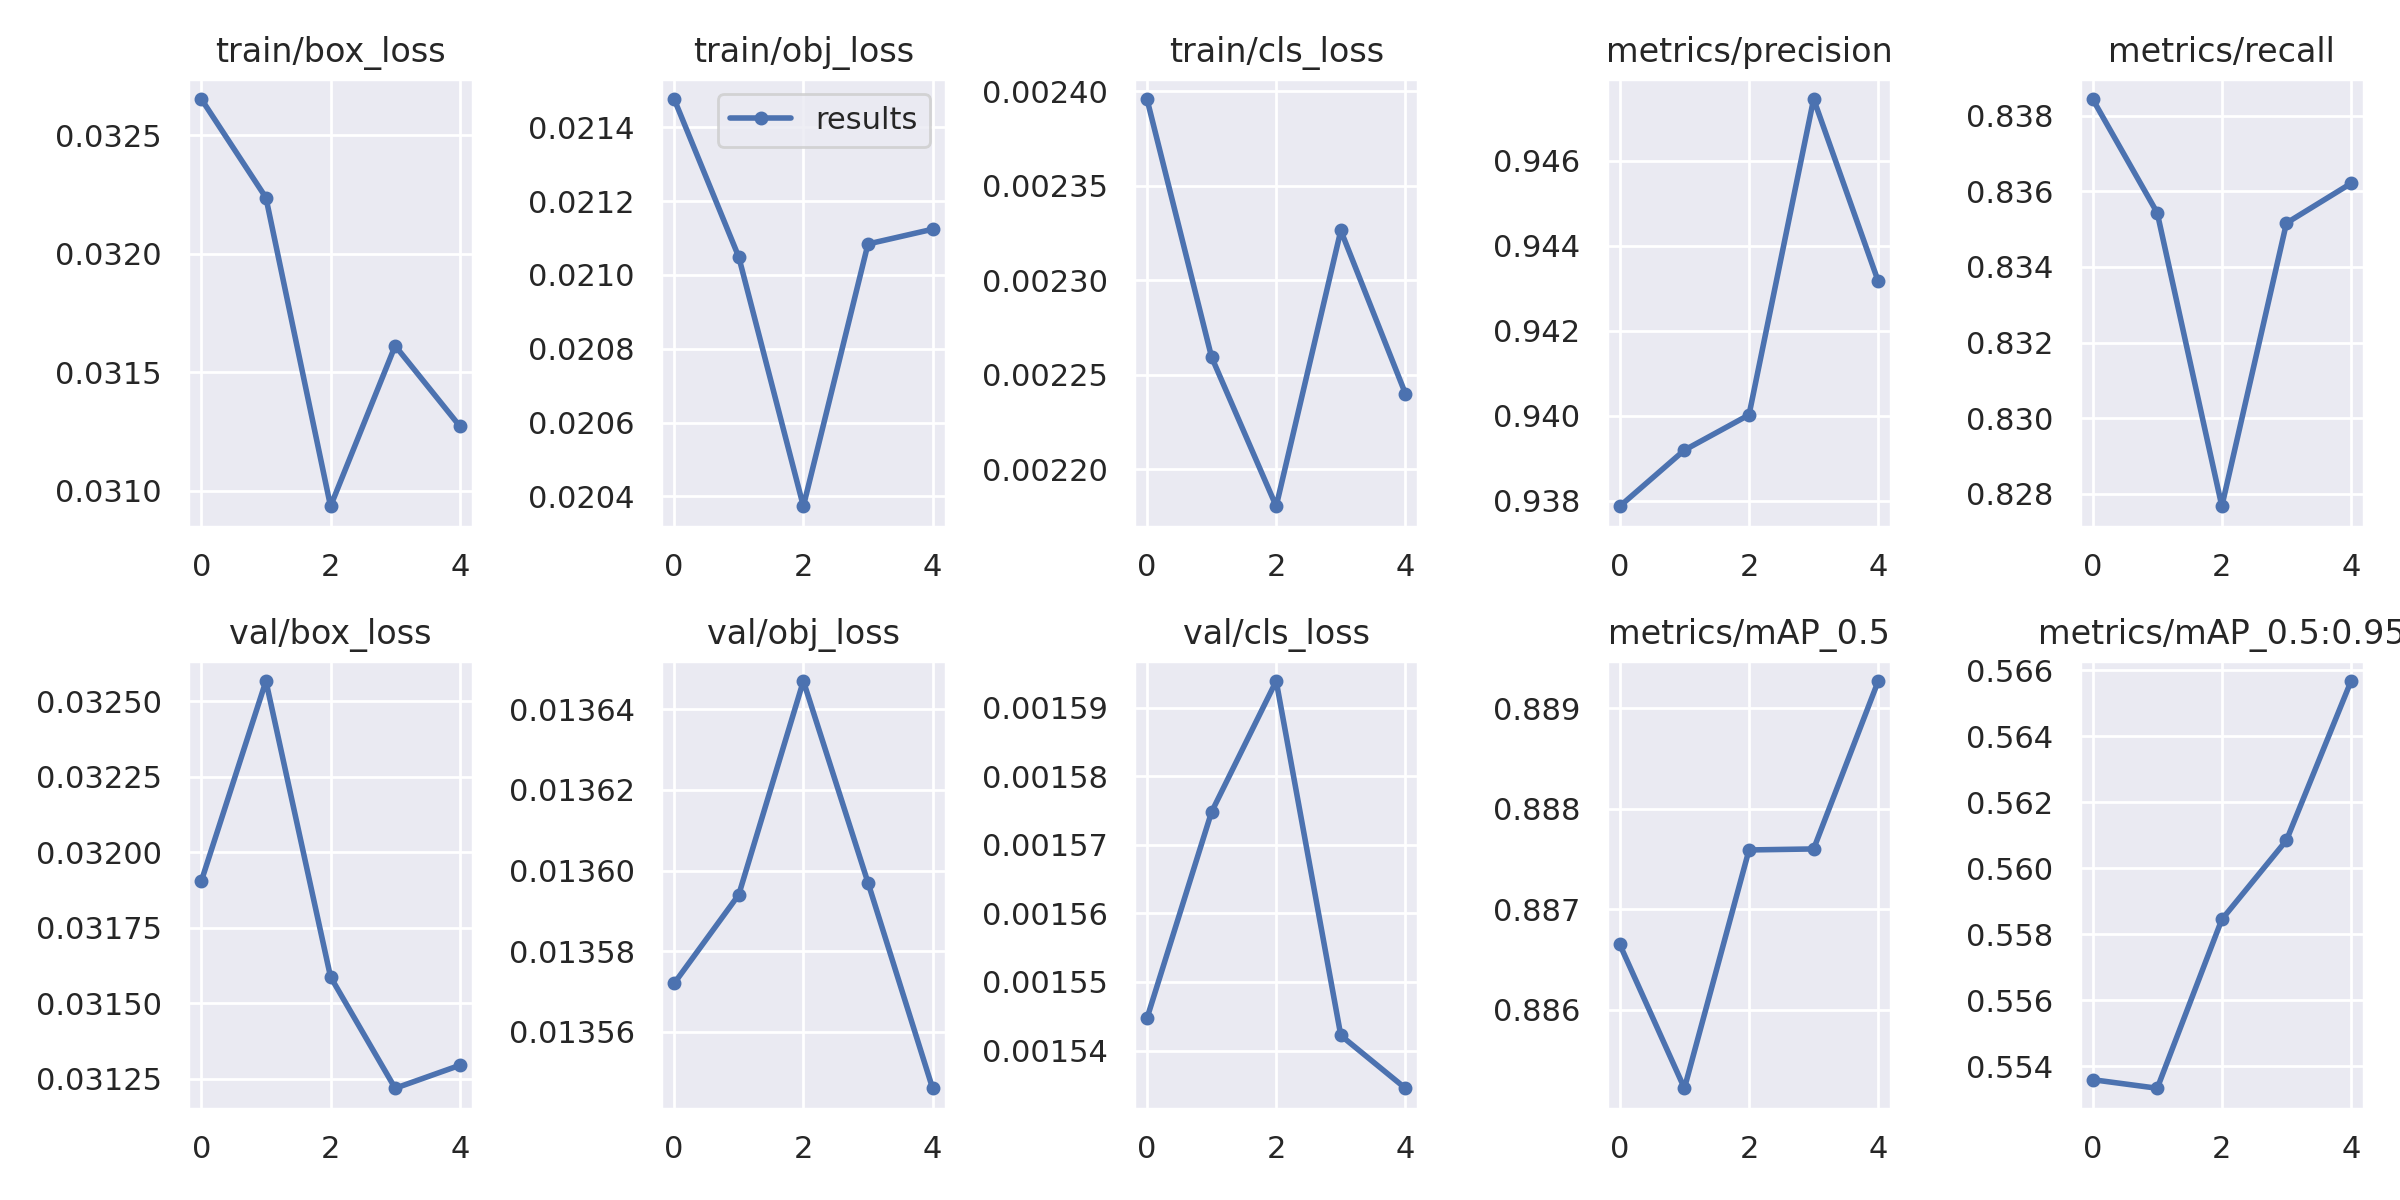 train/box_loss
0.0325
0.0320
0.0315
0.0310
0 2 4
train/obj_loss
results
0.0214
0.0212
0.0210
0.0208
0.0206
0.0204
0 2 4
train/cls_loss
0.00240
0.00235
0.00230
0.00225
0.00220
0 2 4
metrics/precision
0.946
0.944
0.942
0.940
0.938
0 2 4
metrics/recall
0.838
0.836
0.834
0.832
0.830
0.828
0 2 4
val/box_loss
0.03250
0.03225
0.03200
0.03175
0.03150
0.03125
0 2 4
val/obj_loss
0.01364
0.01362
0.01360
0.01358
0.01356
0 2 4
val/cls_loss
0.00159
0.00158
0.00157
0.00156
0.00155
0.00154
0 2 4
metrics/mAP_0.5
0.889
0.888
0.887
0.886
0 2 4
metrics/mAP_0.5:0.95
0.566
0.564
0.562
0.560
0.558
0.556
0.554
0 2 4